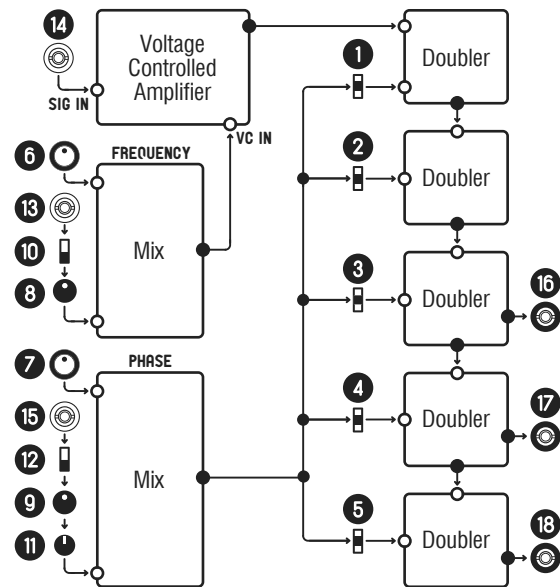 14
Voltage
Controlled
Amplifier
SIG IN
VC IN
1
Doubler
2
Doubler
6
FREQUENCY
13
10
8
Mix
3
Doubler
16
7
PHASE
15
12
9
11
Mix
4
Doubler
17
5
Doubler
18